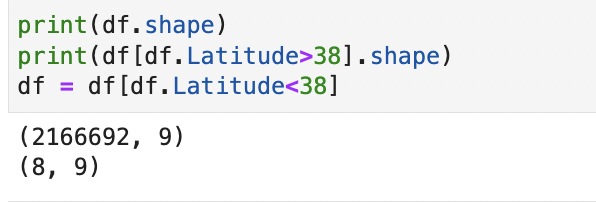 print(df.shape)
print(df[df.Latitude>38].shape)
df = df[df.Latitude<38]
(2166692, 9)
(8, 9)